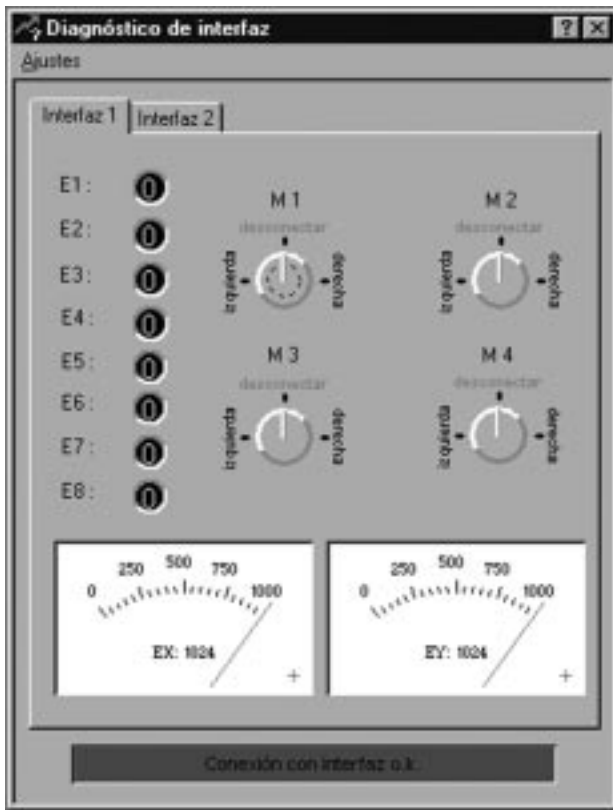 Diagnóstico de interfaz
Ajustes
Interfaz 1 Interfaz 2
E1:
E2:
E3:
E4:
E5:
E6:
E7:
E8:
0
0
0
0
0
0
0
0
M 1
desconectar
izquierda
derecha
M 2
desconectar
izquierda
derecha
M 3
desconectar
izquierda
derecha
M 4
desconectar
izquierda
derecha
0 250 500 750 1000
EX: 1024
+
0 250 500 750 1000
EY: 1024
+
Conexión con interfaz o.k.